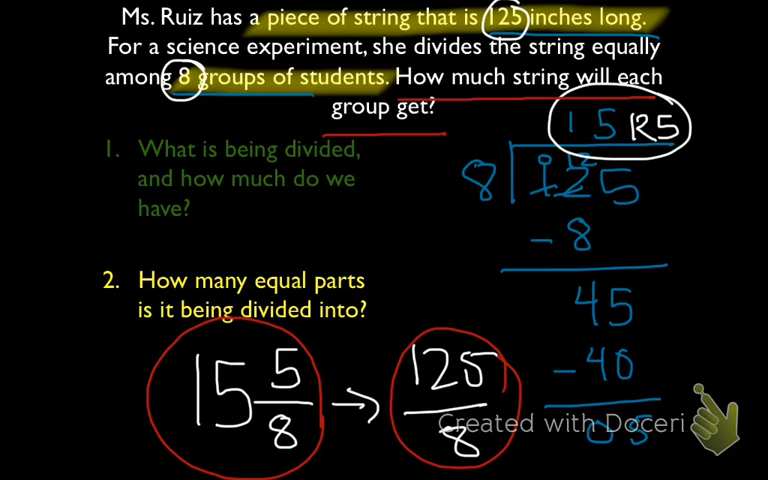 Ms. Ruiz has a piece of string that is 125 inches long.
For a science experiment, she divides the string equally
among 8 groups of students. How much string will each
group get?
15 R5
1. What is being divided,
and how much do we
have?
8 125
0 12
- 8
2. How many equal parts
is it being divided into?
45
- 40
05
15 5/8 → 125/8
Created with Doceri